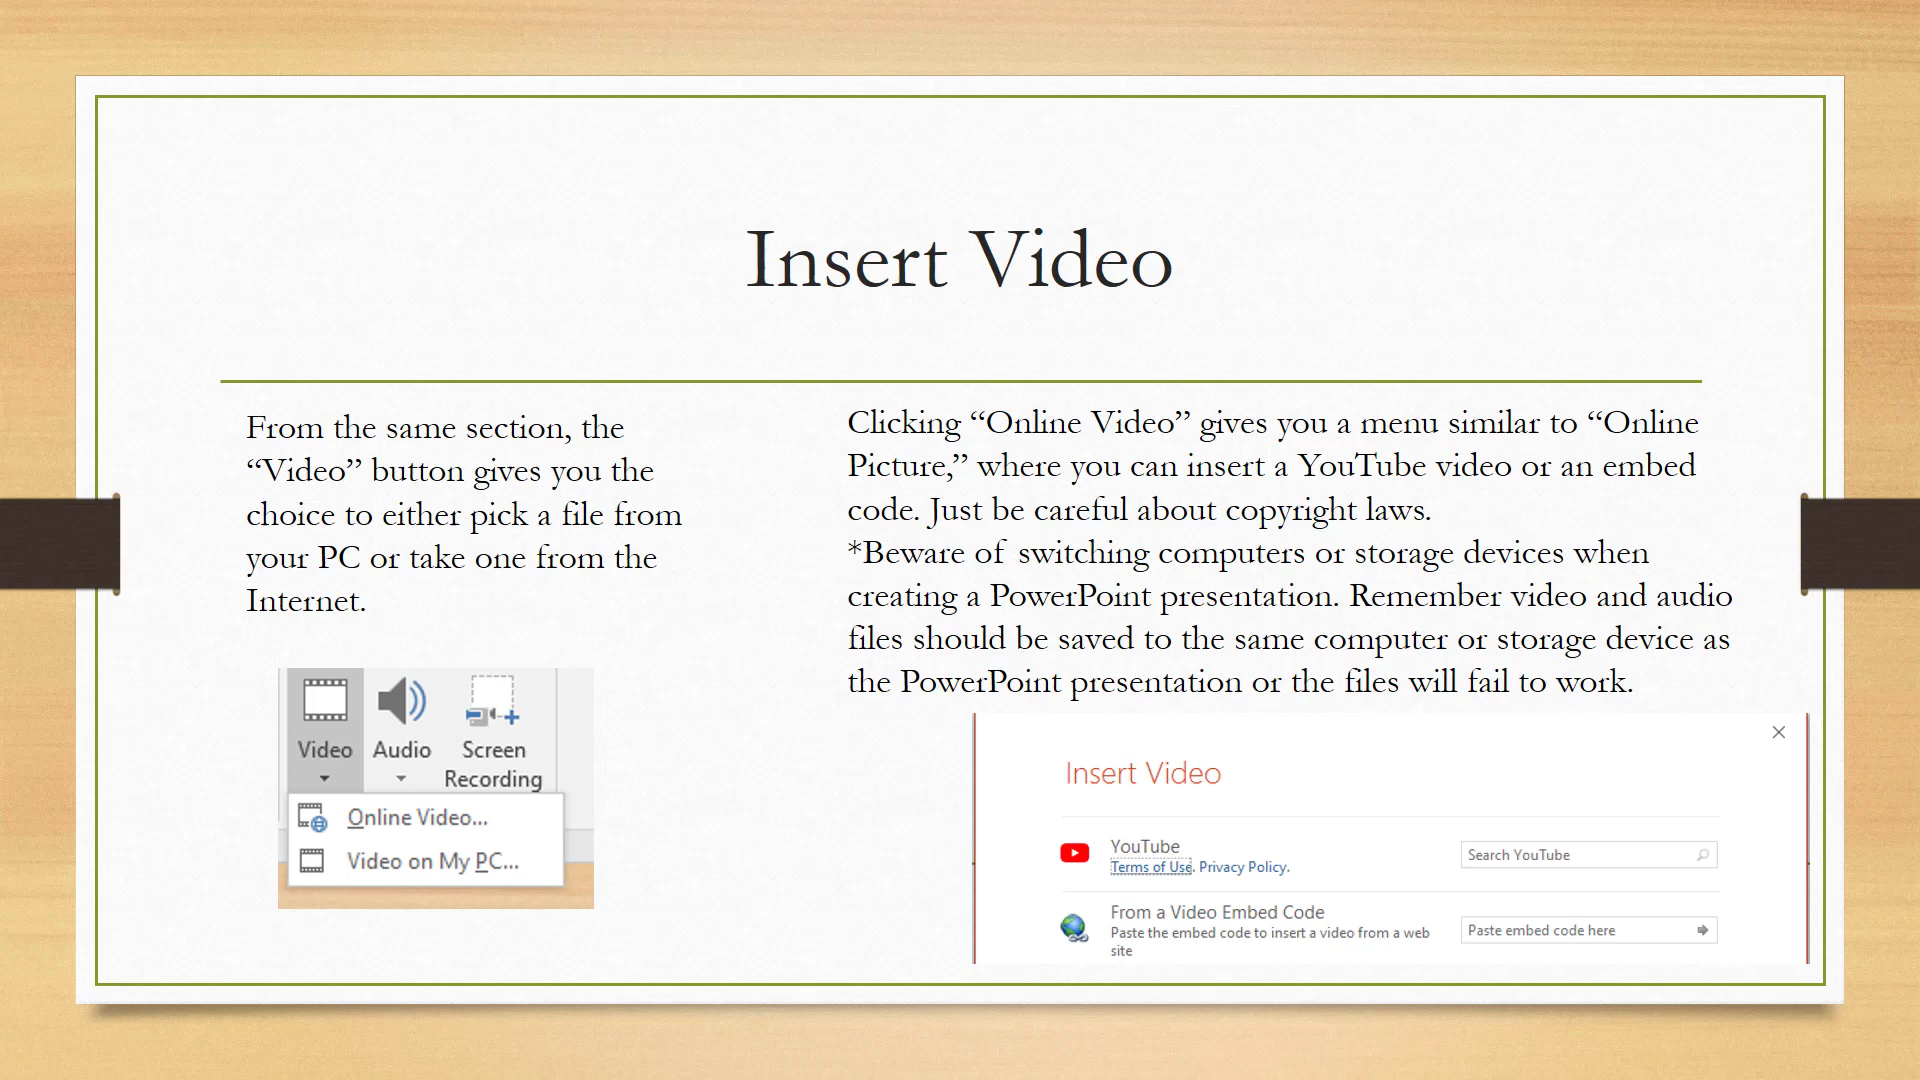 Insert Video
From the same section, the
“Video” button gives you the
choice to either pick a file from
your PC or take one from the
Internet.
Video
Audio
Screen
Recording
Online Video...
Video on My PC...
Clicking “Online Video” gives you a menu similar to “Online
Picture,” where you can insert a YouTube video or an embed
code. Just be careful about copyright laws.
*Beware of switching computers or storage devices when
creating a PowerPoint presentation. Remember video and audio
files should be saved to the same computer or storage device as
the PowerPoint presentation or the files will fail to work.
Insert Video
YouTube
Terms of Use. Privacy Policy.
Search YouTube
From a Video Embed Code
Paste the embed code to insert a video from a web
site
Paste embed code here